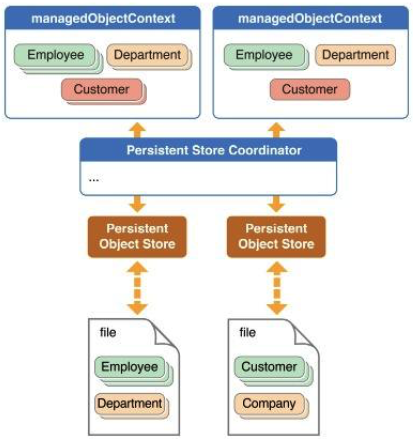 managedObjectContext
managedObjectContext
Employee
Department
Customer
Employee
Department
Customer
Persistent Store Coordinator
...
Persistent
Object Store
Persistent
Object Store
file
Employee
Department
file
Customer
Company